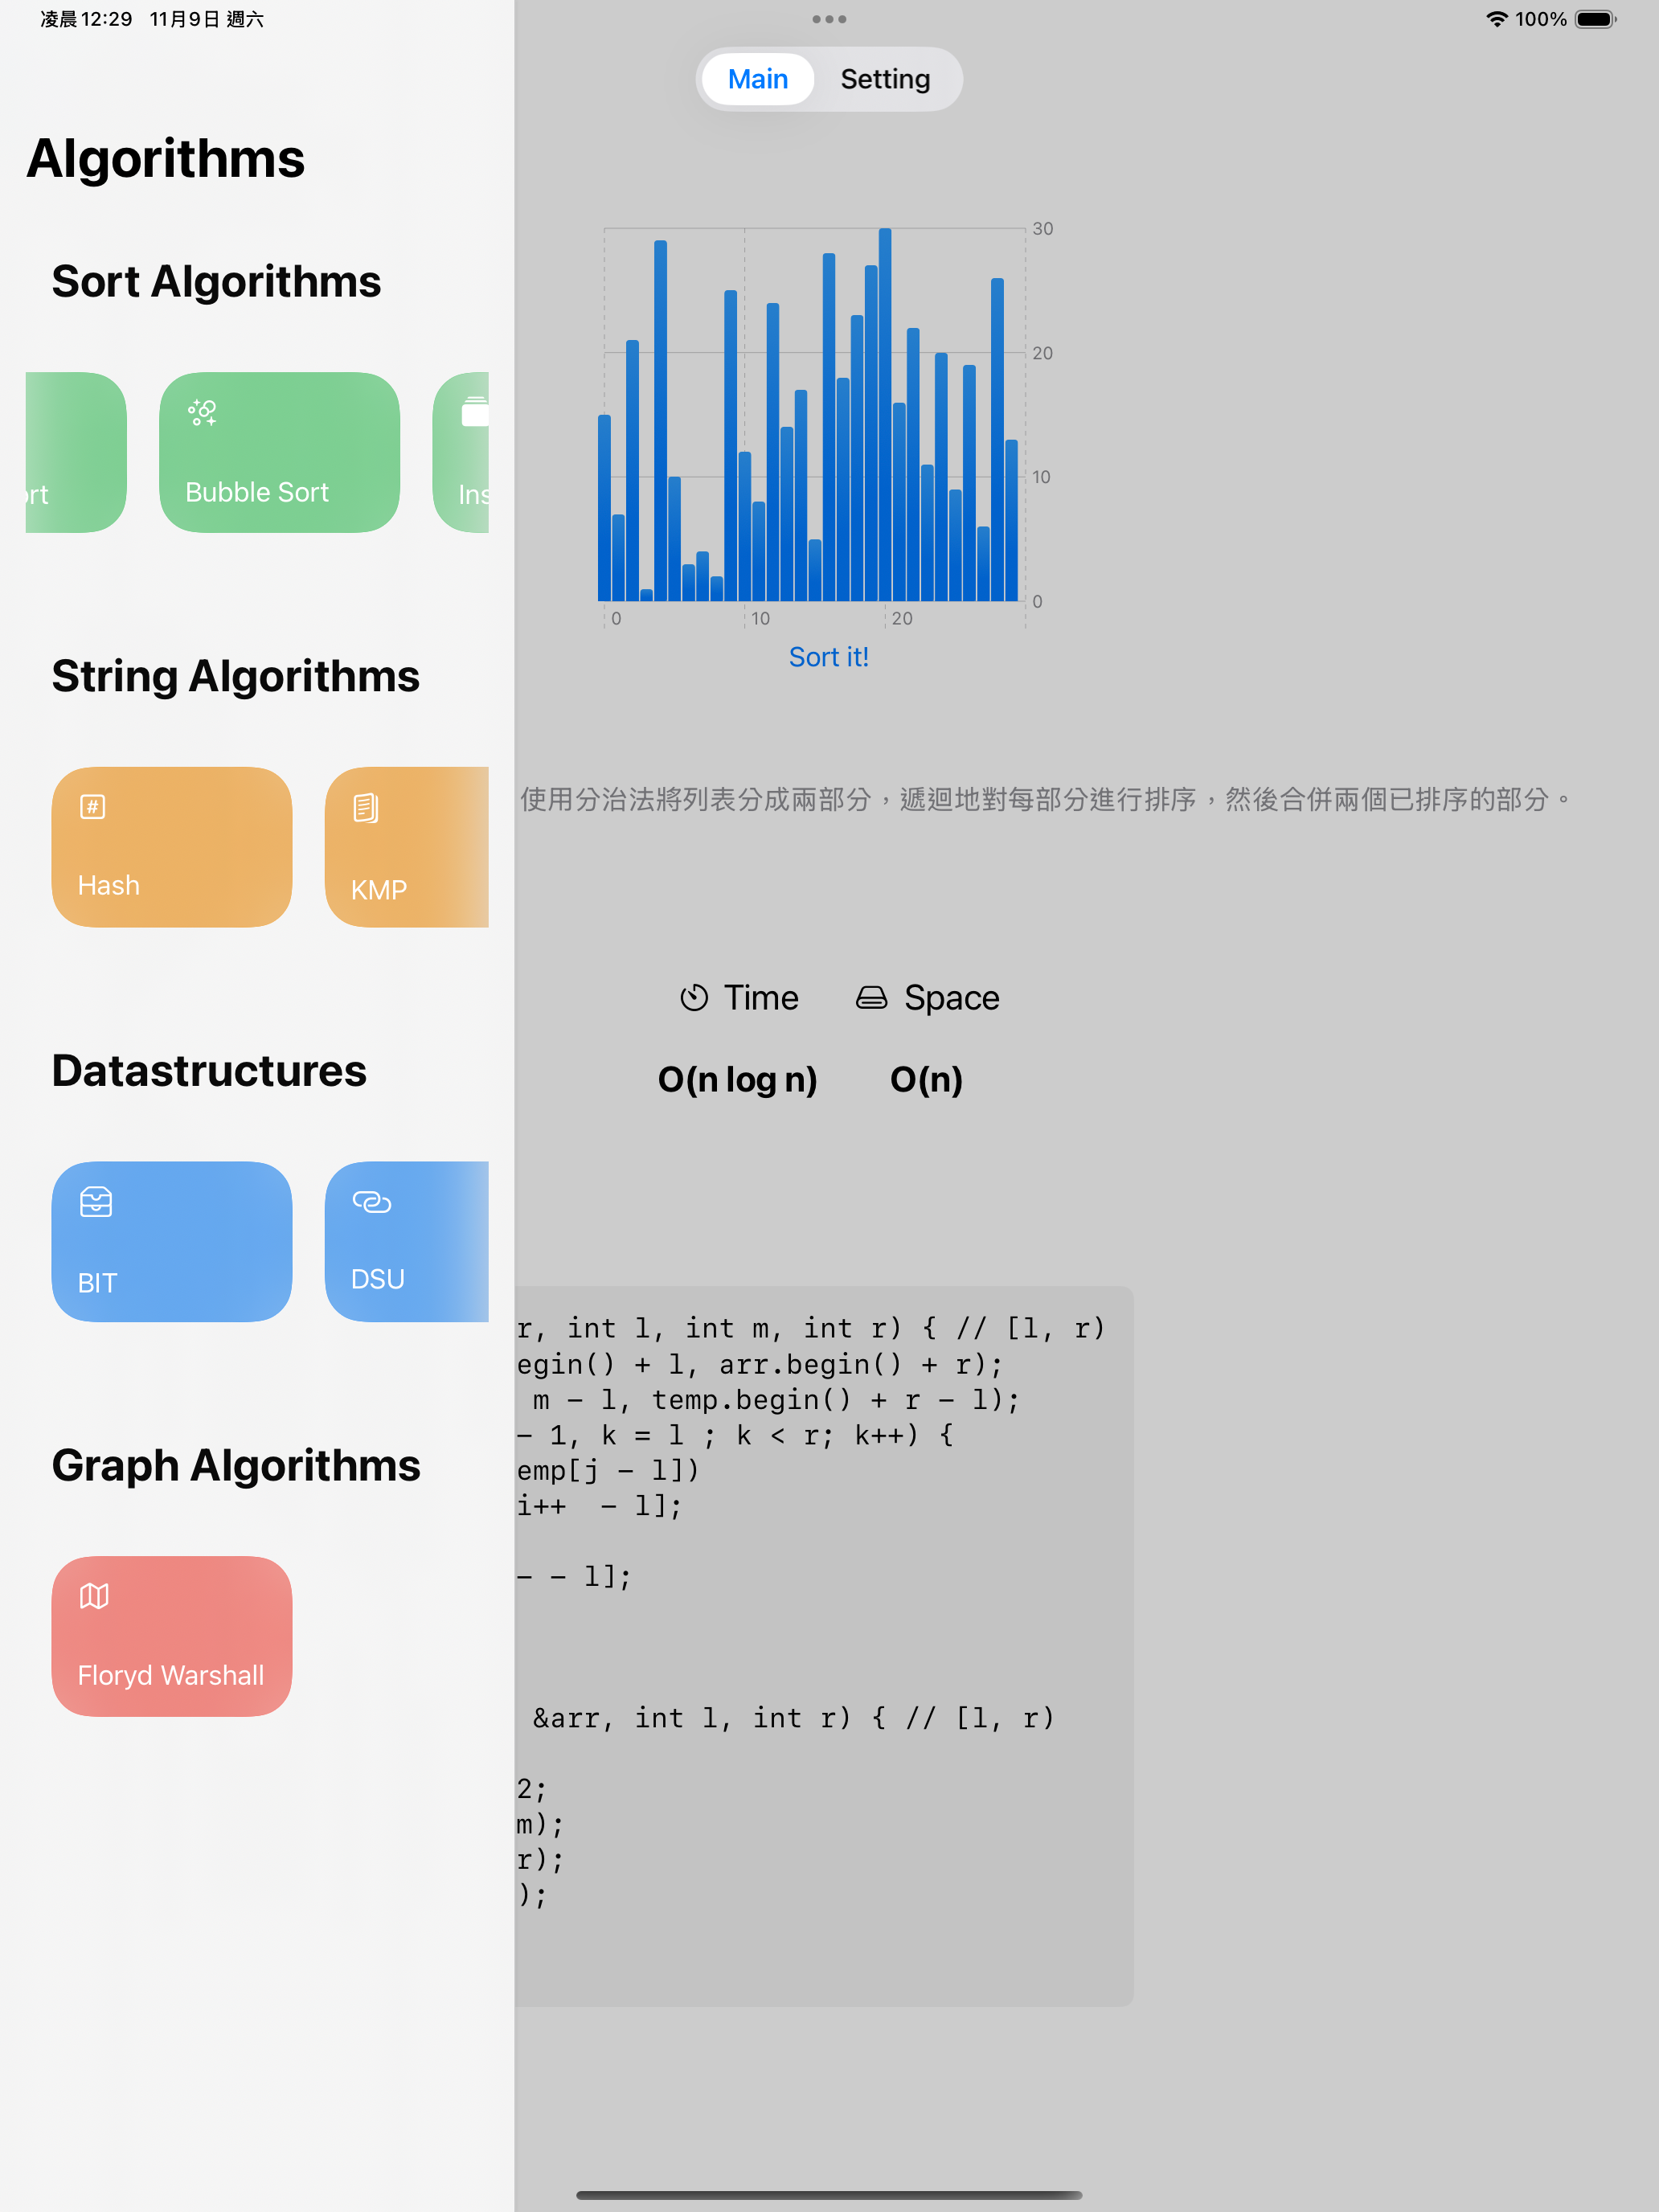 凌晨12:29 11月9日 週六
100%
Main Setting
Algorithms
Sort Algorithms
Bubble Sort
String Algorithms
Hash
KMP
Datastructures
BIT
DSU
Graph Algorithms
Floryd Warshall
30
20
10
0
0 10 20
Sort it!
使用分治法將列表分成兩部分，遞迴地對每部分進行排序，然後合併兩個已排序的部分。
Time Space
O(n log n) O(n)
r, int l, int m, int r) { // [l, r)
egin() + l, arr.begin() + r);
m - l, temp.begin() + r - l);
- 1, k = l ; k < r; k++) {
emp[j - l])
i++  - l];
- - l];
&arr, int l, int r) { // [l, r)
2;
m);
r);
);